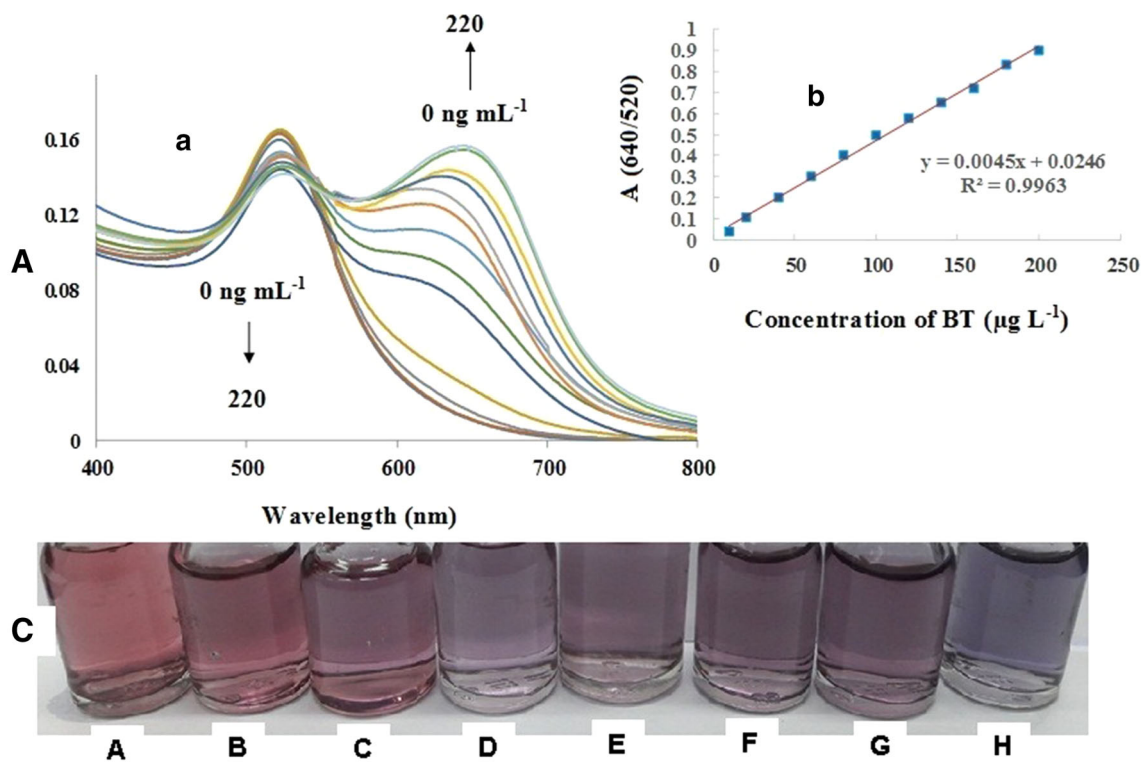 220
0 ng mL-1
a
A
0.16
0.12
0.08
0.04
0
0 ng mL-1
220
400
500
600
700
800
Wavelength (nm)
b
A (640/520)
1
0.9
0.8
0.7
0.6
0.5
0.4
0.3
0.2
0.1
0
y = 0.0045x + 0.0246
R² = 0.9963
0
50
100
150
200
250
Concentration of BT (µg L-1)
C
A
B
C
D
E
F
G
H